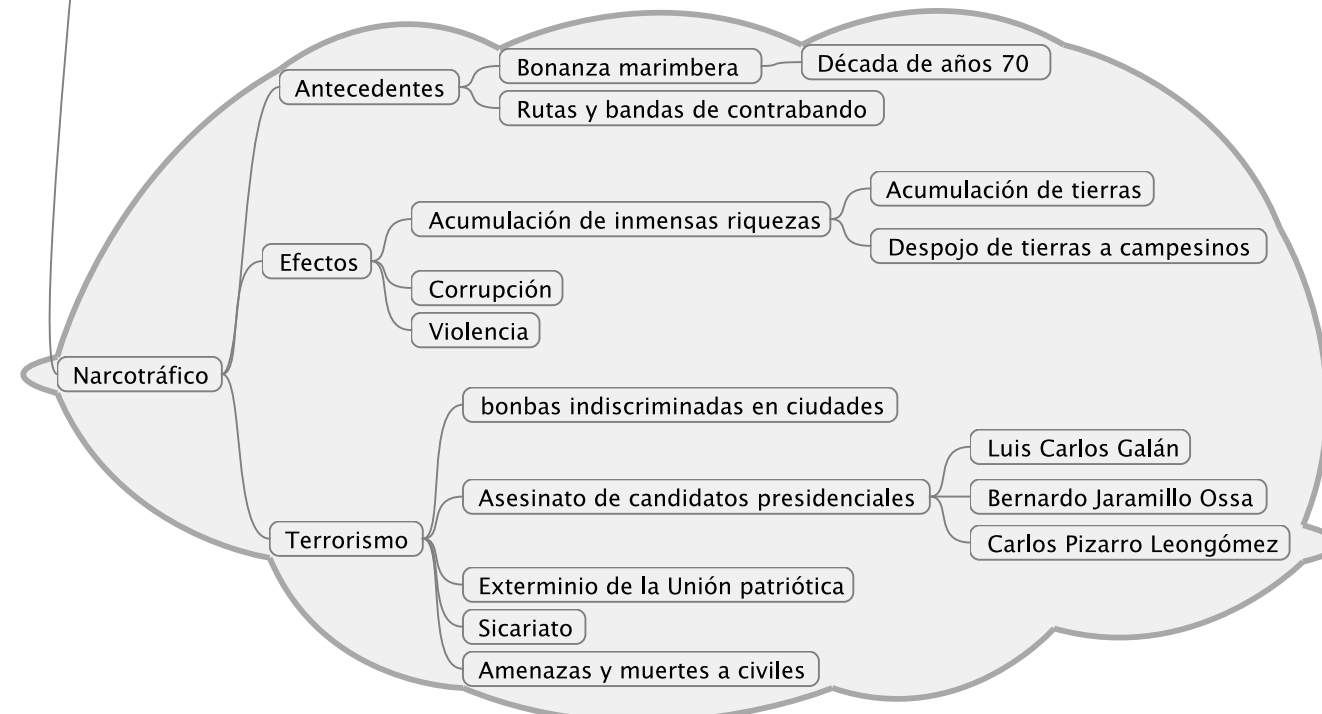 Narcotráfico
Antecedentes
Bonanza marimbera
Década de años 70
Rutas y bandas de contrabando
Efectos
Acumulación de inmensas riquezas
Acumulación de tierras
Despojo de tierras a campesinos
Corrupción
Violencia
Terrorismo
bonbas indiscriminadas en ciudades
Asesinato de candidatos presidenciales
Luis Carlos Galán
Bernardo Jaramillo Ossa
Carlos Pizarro Leongómez
Exterminio de la Unión patriótica
Sicariato
Amenazas y muertes a civiles